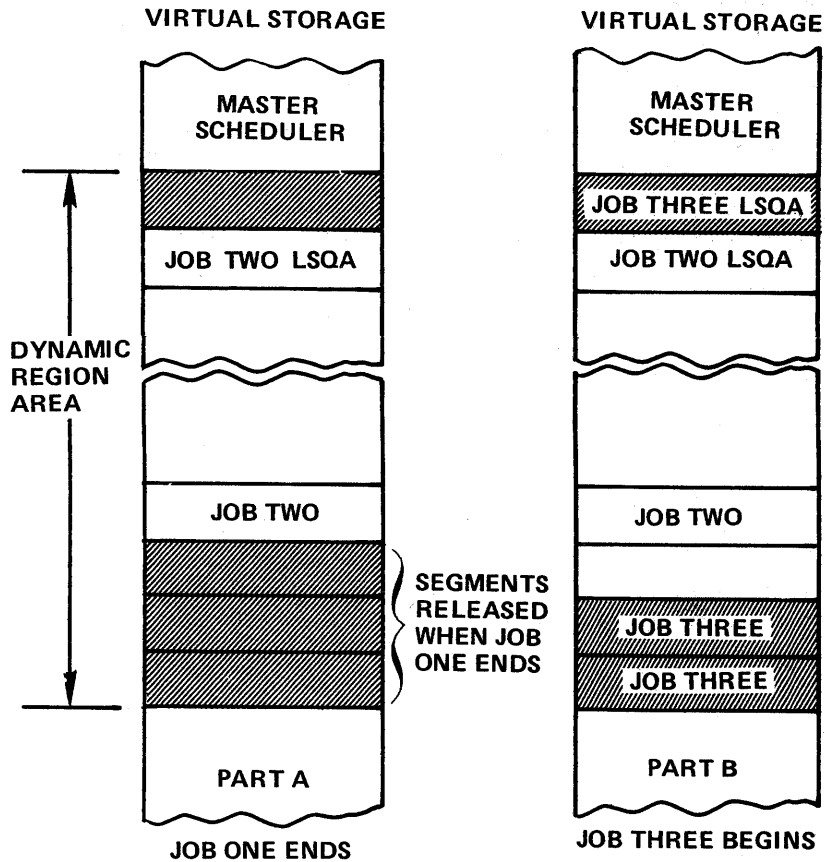 VIRTUAL STORAGE
MASTER
SCHEDULER
JOB TWO LSQA
DYNAMIC
REGION
AREA
JOB TWO
SEGMENTS
RELEASED
WHEN JOB
ONE ENDS
PART A
JOB ONE ENDS
VIRTUAL STORAGE
MASTER
SCHEDULER
JOB THREE LSQA
JOB TWO LSQA
JOB TWO
JOB THREE
JOB THREE
PART B
JOB THREE BEGINS